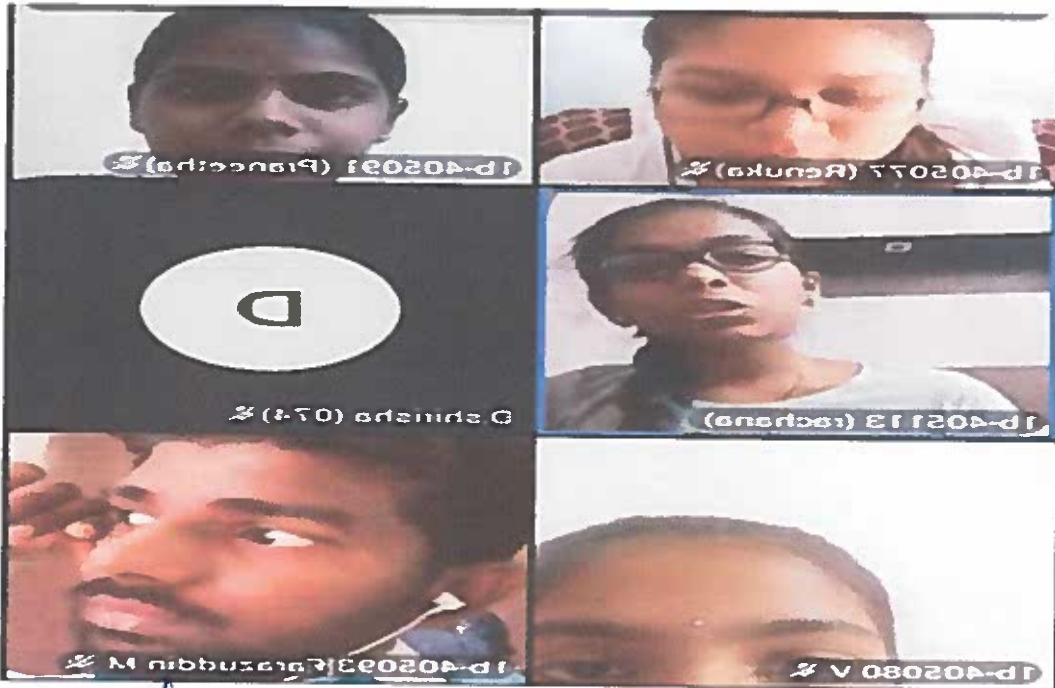 1b-405091 (Praneetha)
1b-405077 (Renuka)
D
D.shirisha (074)
1b-405113 (rachana)
1b-405093 Farazuddin M
1b-405080 V